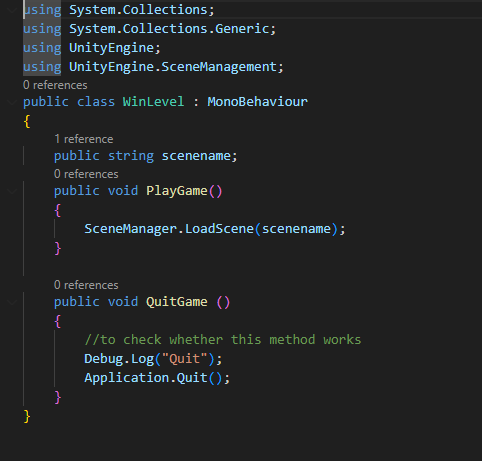 using System.Collections;
using System.Collections.Generic;
using UnityEngine;
using UnityEngine.SceneManagement;
0 references
public class WinLevel : MonoBehaviour
{
1 reference
public string scenename;
0 references
public void PlayGame()
{
SceneManager.LoadScene(scenename);
}
0 references
public void QuitGame ()
{
//to check whether this method works
Debug.Log("Quit");
Application.Quit();
}
}